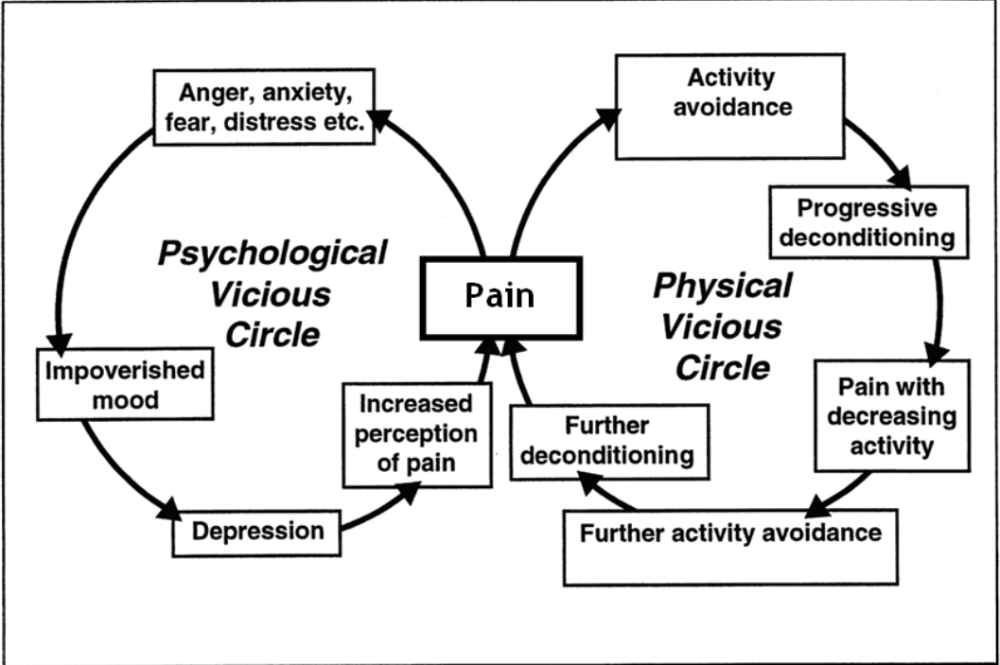 Anger, anxiety,
fear, distress etc.
Activity
avoidance
Progressive
deconditioning
Psychological
Vicious
Circle
Pain
Physical
Vicious
Circle
Impoverished
mood
Increased
perception
of pain
Further
deconditioning
Pain with
decreasing
activity
Depression
Further activity avoidance